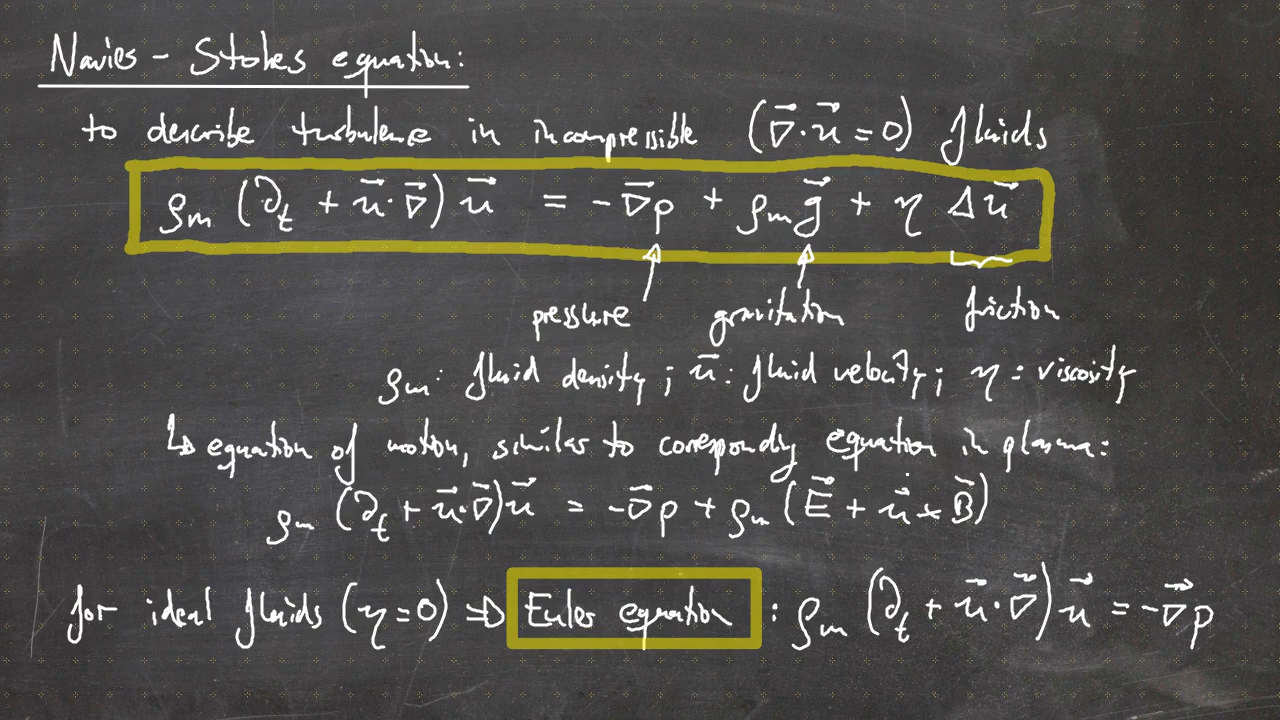 Navier - Stokes equation:
to describe turbulence in incompressible (∇⃗·u⃗ = 0) fluids
ρₘ (∂ₜ + u⃗·∇⃗) u⃗ = -∇⃗p + ρₘ g⃗ + η Δu⃗
pressure gravitation friction
ρₘ: fluid density ; u⃗: fluid velocity; η: viscosity
↳ equation of motion, similar to correspondig equation in plasma:
ρₘ (∂ₜ + u⃗·∇⃗)u⃗ = -∇⃗p + ρₘ (E⃗ + u⃗ × B⃗)
for ideal fluids (η=0) ⇒ Euler equation : ρₘ (∂ₜ + u⃗·∇⃗) u⃗ = -∇⃗p